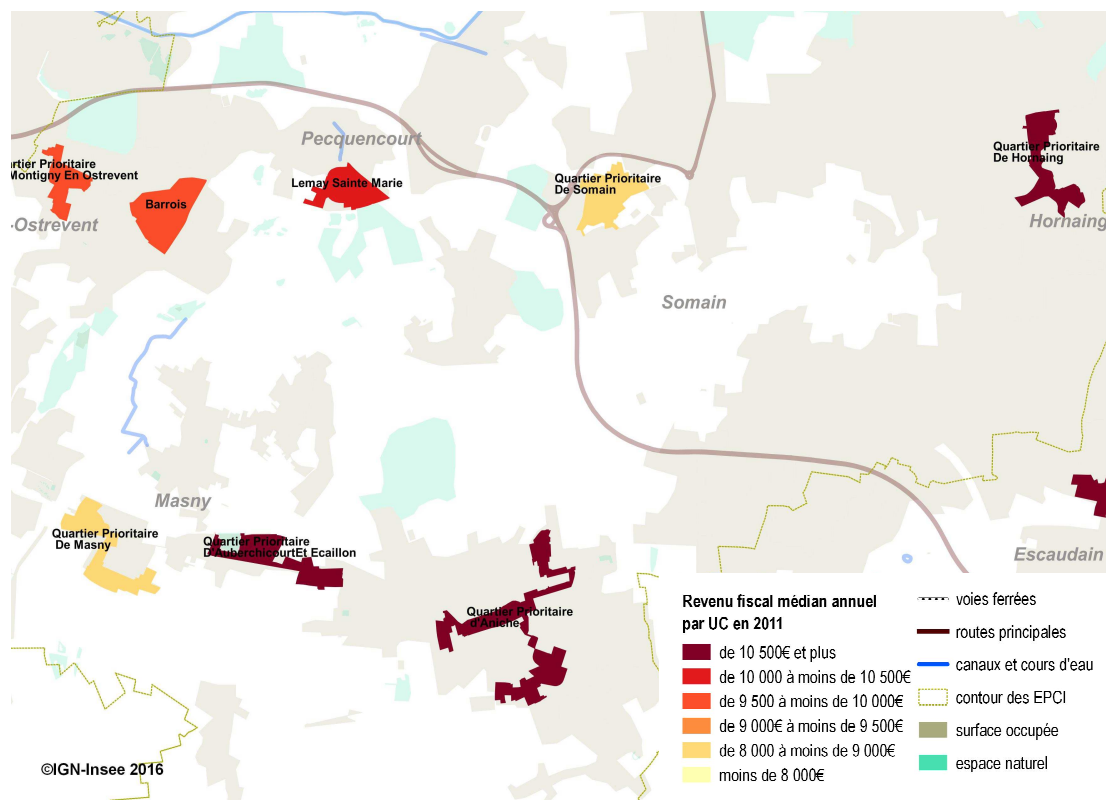 Pecquencourt
artier Prioritaire
Montigny En Ostrevent
Lemay Sainte Marie
Quartier Prioritaire
De Somain
Quartier Prioritaire
De Hornaing
Barrois
-Ostrevent
Hornaing
Somain
Masny
Quartier Prioritaire
De Masny
Quartier Prioritaire
D'AuberchicourtEt Ecaillon
Escaudain
Quartier Prioritaire
d'Aniche
Revenu fiscal médian annuel
par UC en 2011
de 10 500€ et plus
de 10 000 à moins de 10 500€
de 9 500 à moins de 10 000€
de 9 000€ à moins de 9 500€
de 8 000 à moins de 9 000€
moins de 8 000€
voies ferrées
routes principales
canaux et cours d'eau
contour des EPCI
surface occupée
espace naturel
©IGN-Insee 2016